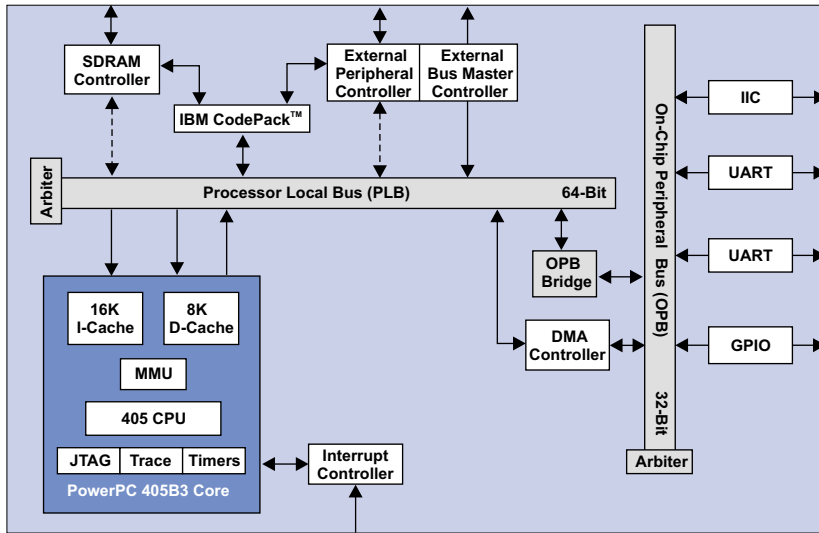 SDRAM
Controller
External
Peripheral
Controller
External
Bus Master
Controller
IBM CodePack™
Arbiter
Processor Local Bus (PLB)
64-Bit
On-Chip Peripheral Bus (OPB)
32-Bit
Arbiter
IIC
UART
UART
GPIO
OPB
Bridge
DMA
Controller
16K
I-Cache
8K
D-Cache
MMU
405 CPU
JTAG
Trace
Timers
PowerPC 405B3 Core
Interrupt
Controller